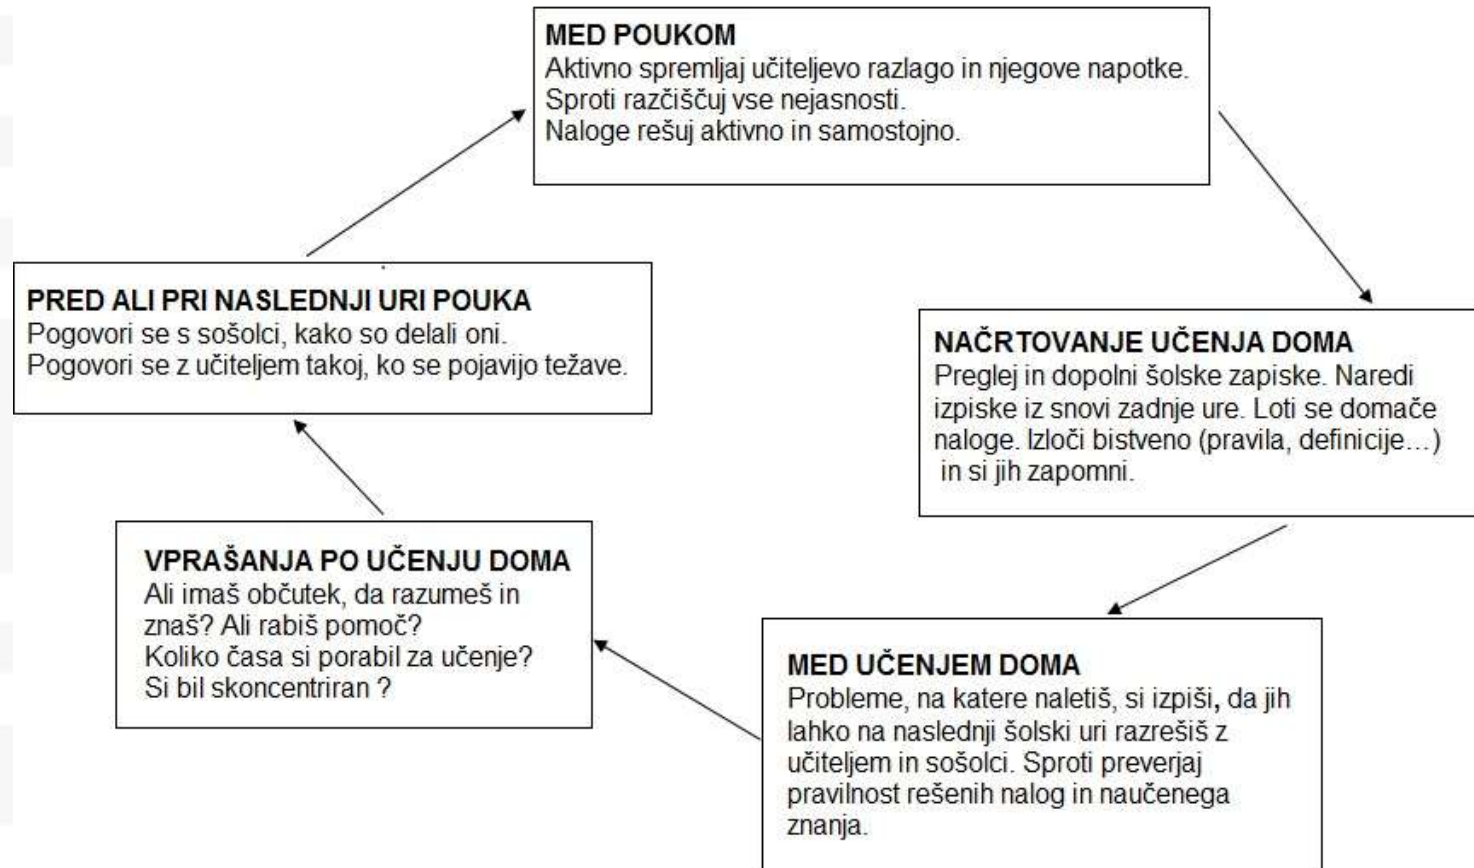 MED POUKOM
Aktivno spremljaj učiteljevo razlago in njegove napotke.
Sproti razčiščuj vse nejasnosti.
Naloge rešuj aktivno in samostojno.
PRED ALI PRI NASLEDNJI URI POUKA
Pogovori se s sošolci, kako so delali oni.
Pogovori se z učiteljem takoj, ko se pojavijo težave.
NAČRTOVANJE UČENJA DOMA
Preglej in dopolni šolske zapiske. Naredi
izpiske iz snovi zadnje ure. Loti se domače
naloge. Izloči bistveno (pravila, definicije...)
in si jih zapomni.
VPRAŠANJA PO UČENJU DOMA
Ali imaš občutek, da razumeš in
znaš? Ali rabiš pomoč?
Koliko časa si porabil za učenje?
Si bil skoncentriran ?
MED UČENJEM DOMA
Probleme, na katere naletiš, si izpiši, da jih
lahko na naslednji šolski uri razrešiš z
učiteljem in sošolci. Sproti preverjaj
pravilnost rešenih nalog in naučenega
znanja.